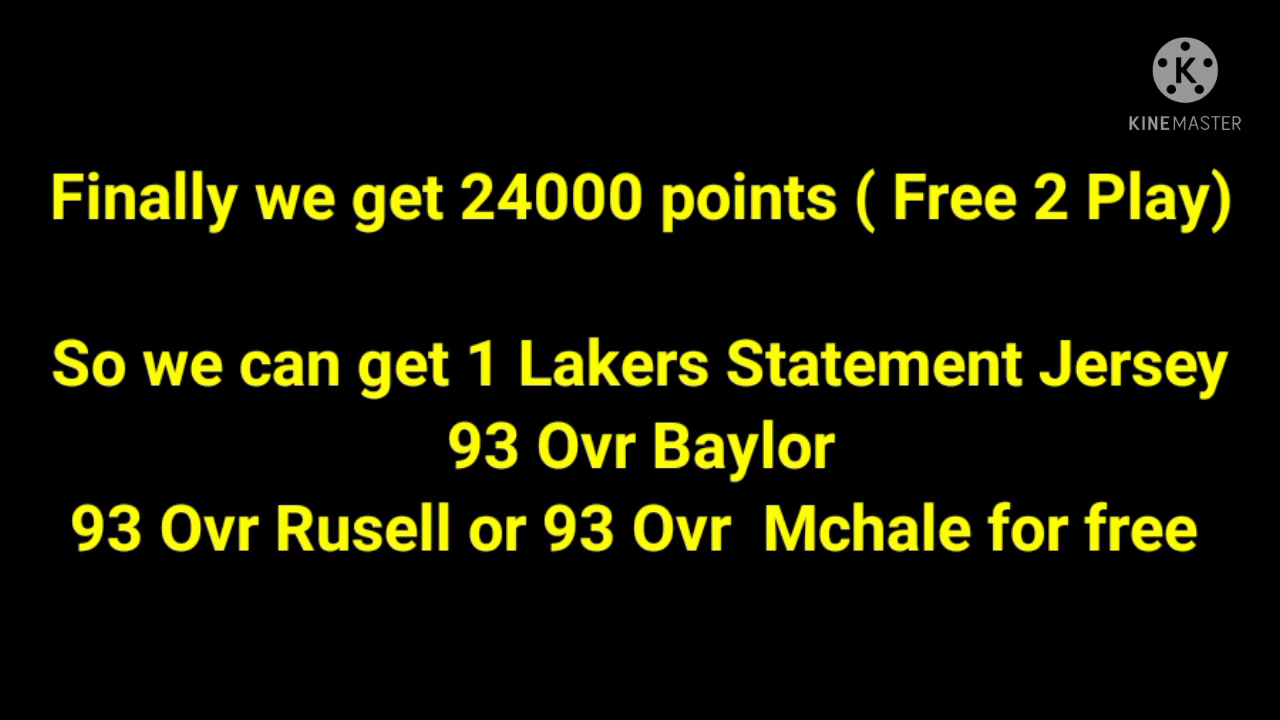 K
KINEMASTER
Finally we get 24000 points ( Free 2 Play)
So we can get 1 Lakers Statement Jersey
93 Ovr Baylor
93 Ovr Rusell or 93 Ovr  Mchale for free